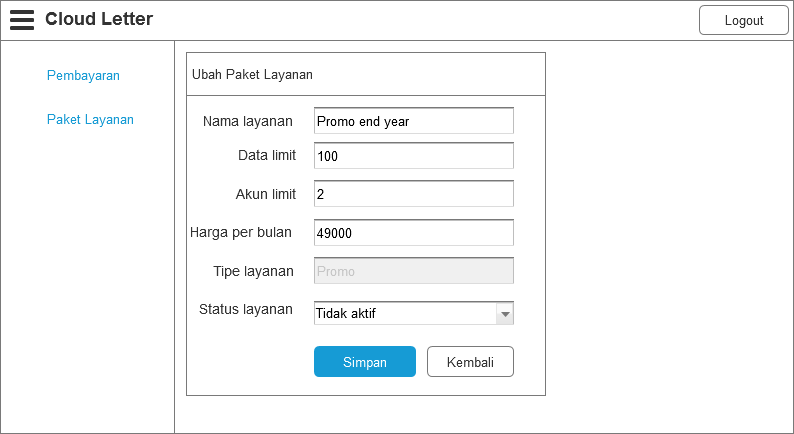 Cloud Letter
Logout
Pembayaran
Paket Layanan
Ubah Paket Layanan
Nama layanan Promo end year
Data limit 100
Akun limit 2
Harga per bulan 49000
Tipe layanan Promo
Status layanan Tidak aktif
Simpan Kembali